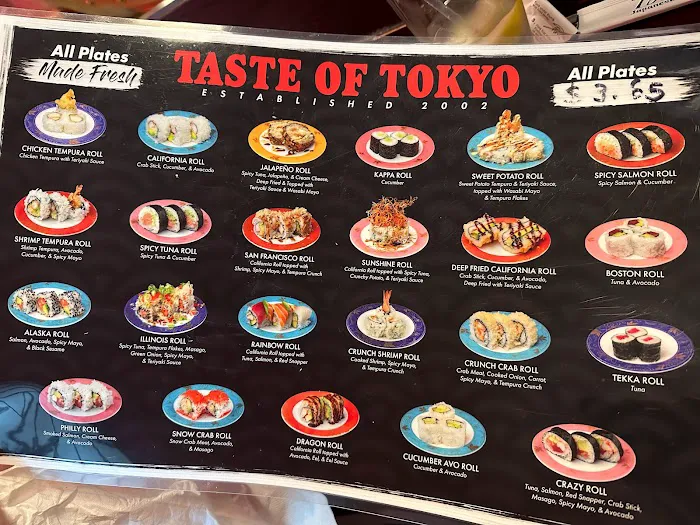 All Plates
Made Fresh
TASTE OF TOKYO
ESTABLISHED 2002
All Plates
$3.65
CHICKEN TEMPURA ROLL
Chicken Tempura with Teriyaki Sauce
CALIFORNIA ROLL
Crab Stick, Cucumber, & Avocado
JALAPEÑO ROLL
Spicy Tuna, Jalapeño, & Cream Cheese,
Deep Fried & Topped with
Teriyaki Sauce & Wasabi Mayo
KAPPA ROLL
Cucumber
SWEET POTATO ROLL
Sweet Potato Tempura & Teriyaki Sauce,
topped with Wasabi Mayo
& Tempura Flakes
SPICY SALMON ROLL
Spicy Salmon & Cucumber
SHRIMP TEMPURA ROLL
Shrimp Tempura, Avocado,
Cucumber, & Spicy Mayo
SPICY TUNA ROLL
Spicy Tuna & Cucumber
SAN FRANCISCO ROLL
California Roll topped with
Shrimp, Spicy Mayo, & Tempura Crunch
SUNSHINE ROLL
California Roll topped with Spicy Tuna,
Crunchy Potato, & Teriyaki Sauce
DEEP FRIED CALIFORNIA ROLL
Crab Stick, Cucumber, & Avocado,
Deep Fried with Teriyaki Sauce
BOSTON ROLL
Tuna & Avocado
ALASKA ROLL
Salmon, Avocado, Spicy Mayo,
& Black Sesame
ILLINOIS ROLL
Spicy Tuna, Tempura Flakes, Masago,
Green Onion, Spicy Mayo,
& Teriyaki Sauce
RAINBOW ROLL
California Roll topped with
Tuna, Salmon, & Red Snapper
CRUNCH SHRIMP ROLL
Cooked Shrimp, Spicy Mayo,
& Tempura Crunch
CRUNCH CRAB ROLL
Crab Meat, Cooked Onion, Carrot,
Spicy Mayo, & Tempura Crunch
TEKKA ROLL
Tuna
PHILLY ROLL
Smoked Salmon, Cream Cheese,
& Avocado
SNOW CRAB ROLL
Snow Crab Meat, Avocado,
& Masago
DRAGON ROLL
California Roll topped with
Avocado, Eel, & Eel Sauce
CUCUMBER AVO ROLL
Cucumber & Avocado
CRAZY ROLL
Tuna, Salmon, Red Snapper, Crab Stick,
Masago, Spicy Mayo, & Avocado